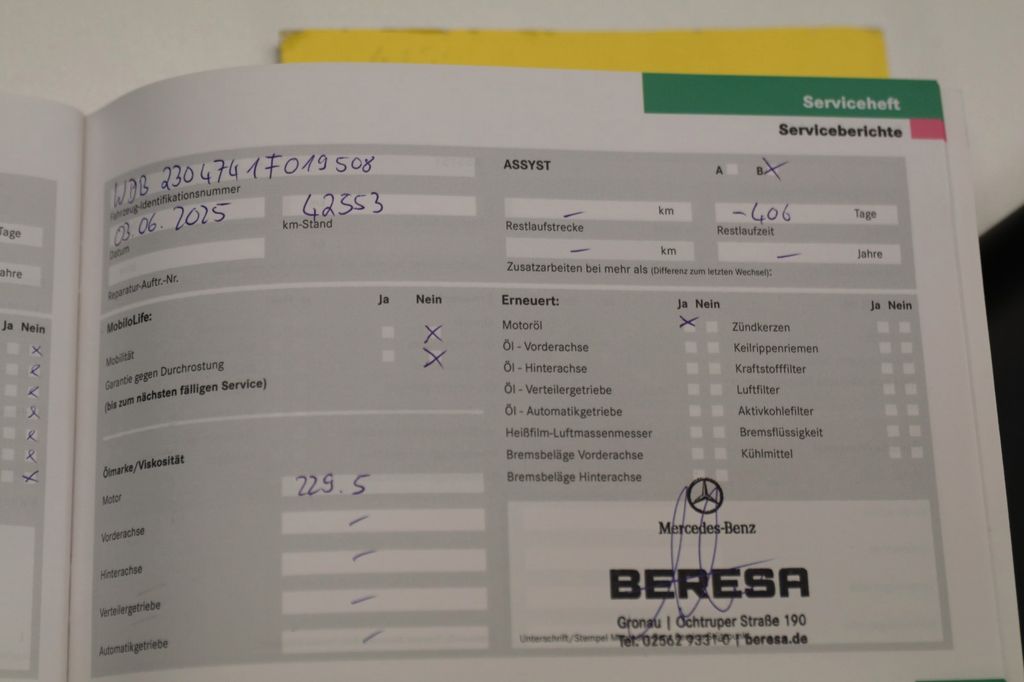 Serviceheft
Serviceberichte
WDB 2304741F019508
Fahrzeug-Identifikationsnummer
03.06.2025
Datum
42553
km-Stand
Reparatur-Auftr.-Nr.
ASSYST
A
B X
– km
Restlaufstrecke
-406 Tage
Restlaufzeit
– km
– Jahre
Zusatzarbeiten bei mehr als (Differenz zum letzten Wechsel):
Tage
ahre
Ja Nein
X
X
Ja Nein
MobiloLife:
Mobilität X
Garantie gegen Durchrostung X
(bis zum nächsten fälligen Service)
Ölmarke/Viskosität
Motor 229.5
Vorderachse –
Hinterachse –
Verteilergetriebe –
Automatikgetriebe –
Erneuert: Ja Nein
Motoröl X
Öl - Vorderachse
Öl - Hinterachse
Öl - Verteilergetriebe
Öl - Automatikgetriebe
Heißfilm-Luftmassenmesser
Bremsbeläge Vorderachse
Bremsbeläge Hinterachse
Ja Nein
Zündkerzen
Keilrippenriemen
Kraftstofffilter
Luftfilter
Aktivkohlefilter
Bremsflüssigkeit
Kühlmittel
Mercedes-Benz
BERESA
Gronau | Ochtruper Straße 190
Unterschrift/Stempel
Tel. 02562 9331-0 | beresa.de